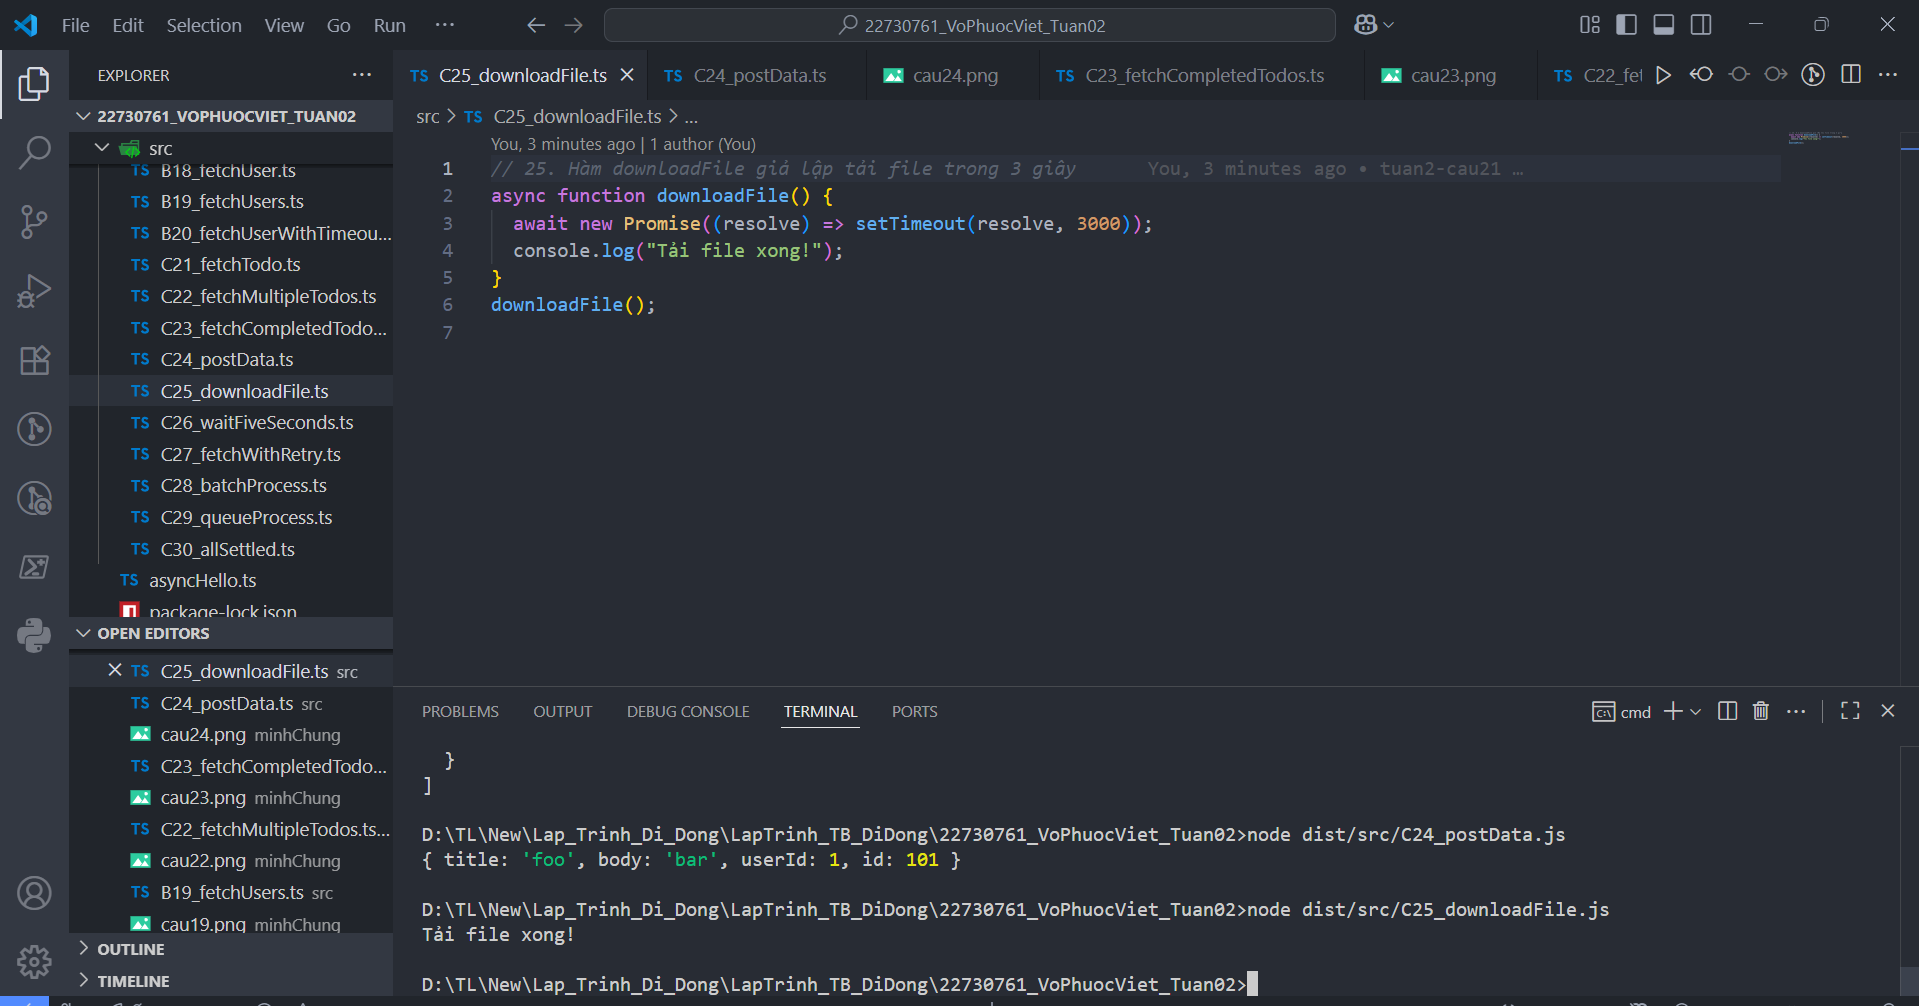 File Edit Selection View Go Run ··· 22730761_VoPhuocViet_Tuan02
EXPLORER
22730761_VOPHUOCVIET_TUAN02
src
TS B18_fetchUser.ts
TS B19_fetchUsers.ts
TS B20_fetchUserWithTimeou...
TS C21_fetchTodo.ts
TS C22_fetchMultipleTodos.ts
TS C23_fetchCompletedTodo...
TS C24_postData.ts
TS C25_downloadFile.ts
TS C26_waitFiveSeconds.ts
TS C27_fetchWithRetry.ts
TS C28_batchProcess.ts
TS C29_queueProcess.ts
TS C30_allSettled.ts
TS asyncHello.ts
package-lock.json
OPEN EDITORS
TS C25_downloadFile.ts src
TS C24_postData.ts src
cau24.png minhChung
TS C23_fetchCompletedTodo...
cau23.png minhChung
TS C22_fetchMultipleTodos.ts...
cau22.png minhChung
TS B19_fetchUsers.ts src
cau19.png minhChung
OUTLINE
TIMELINE
TS C25_downloadFile.ts TS C24_postData.ts cau24.png TS C23_fetchCompletedTodos.ts cau23.png TS C22_fet
src > TS C25_downloadFile.ts > ...
You, 3 minutes ago | 1 author (You)
1 // 25. Hàm downloadFile giả lập tải file trong 3 giây You, 3 minutes ago • tuan2-cau21 …
2 async function downloadFile() {
3 await new Promise((resolve) => setTimeout(resolve, 3000));
4 console.log("Tải file xong!");
5 }
6 downloadFile();
7
PROBLEMS OUTPUT DEBUG CONSOLE TERMINAL PORTS cmd
}
]
D:\TL\New\Lap_Trinh_Di_Dong\LapTrinh_TB_DiDong\22730761_VoPhuocViet_Tuan02>node dist/src/C24_postData.js
{ title: 'foo', body: 'bar', userId: 1, id: 101 }
D:\TL\New\Lap_Trinh_Di_Dong\LapTrinh_TB_DiDong\22730761_VoPhuocViet_Tuan02>node dist/src/C25_downloadFile.js
Tải file xong!
D:\TL\New\Lap_Trinh_Di_Dong\LapTrinh_TB_DiDong\22730761_VoPhuocViet_Tuan02>